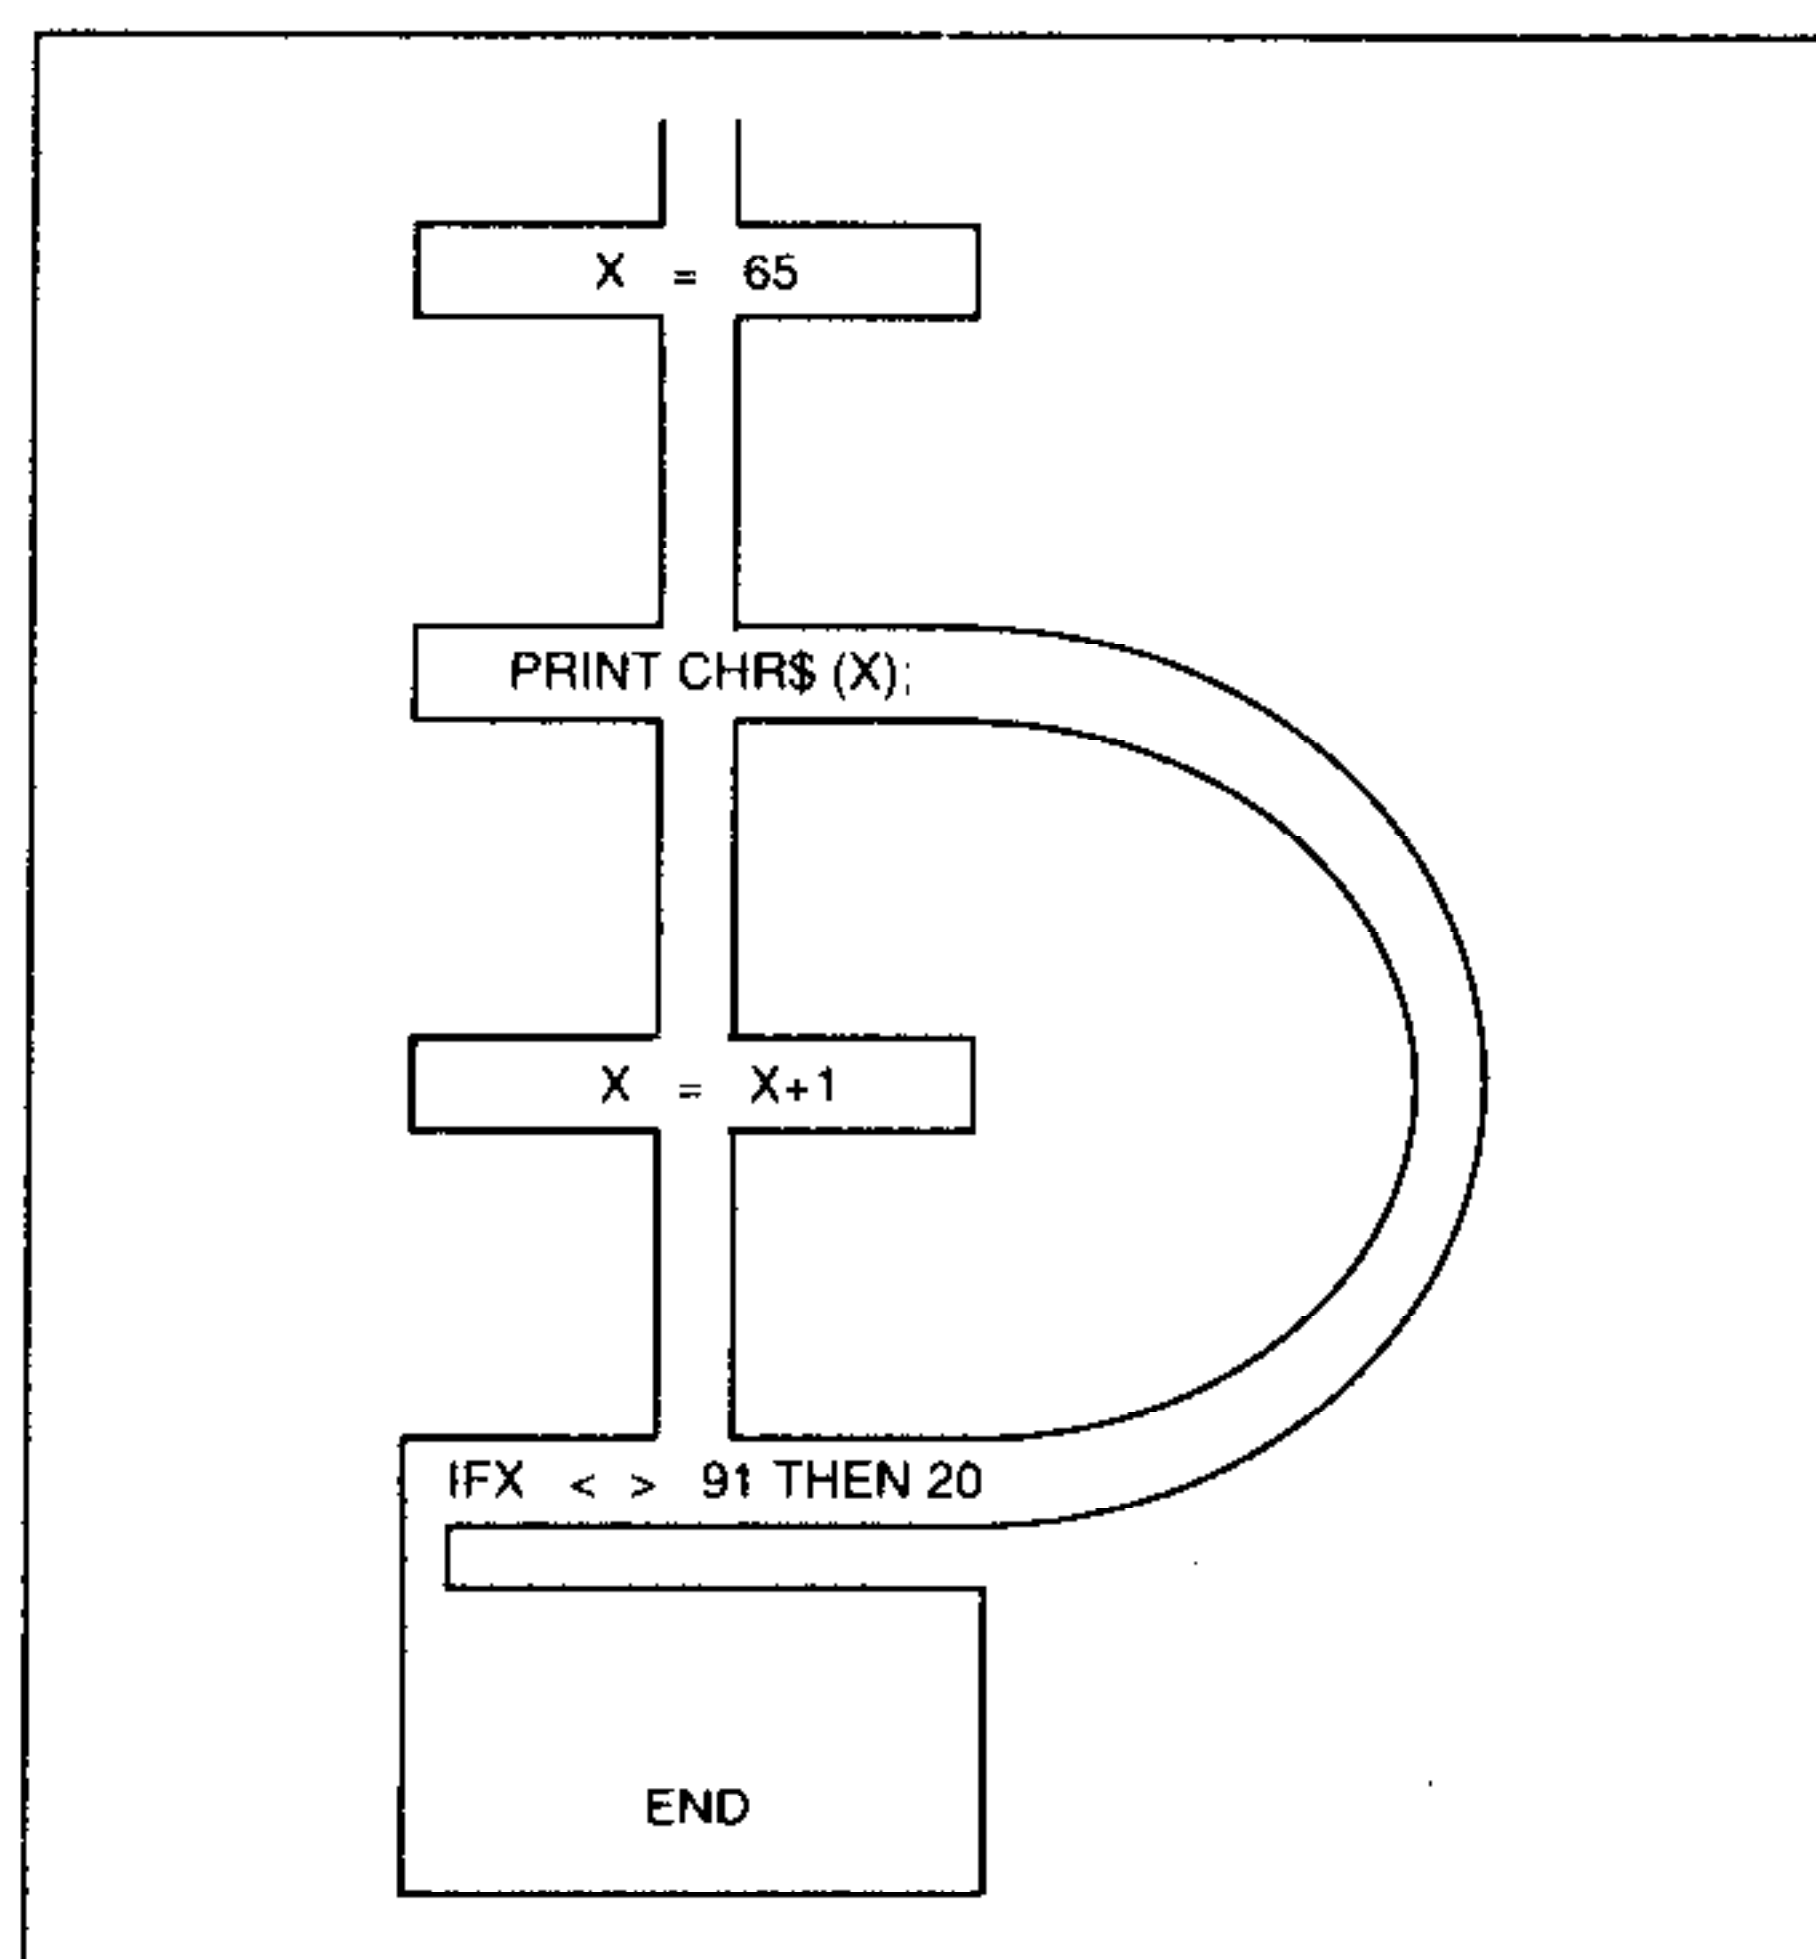 X = 65
PRINT CHR$ (X);
X = X+1
IFX < > 91 THEN 20
END